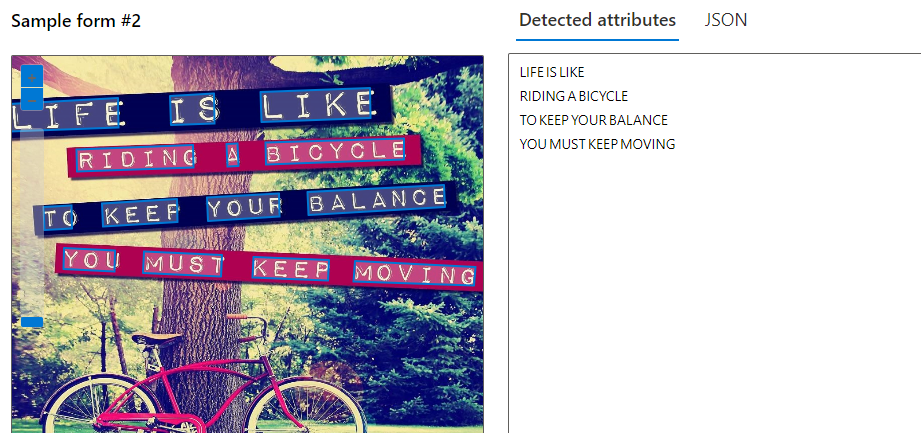 Sample form #2
Detected attributes
JSON
LIFE IS LIKE
RIDING A BICYCLE
TO KEEP YOUR BALANCE
YOU MUST KEEP MOVING
LIFE IS LIKE
RIDING A BICYCLE
TO KEEP YOUR BALANCE
YOU MUST KEEP MOVING